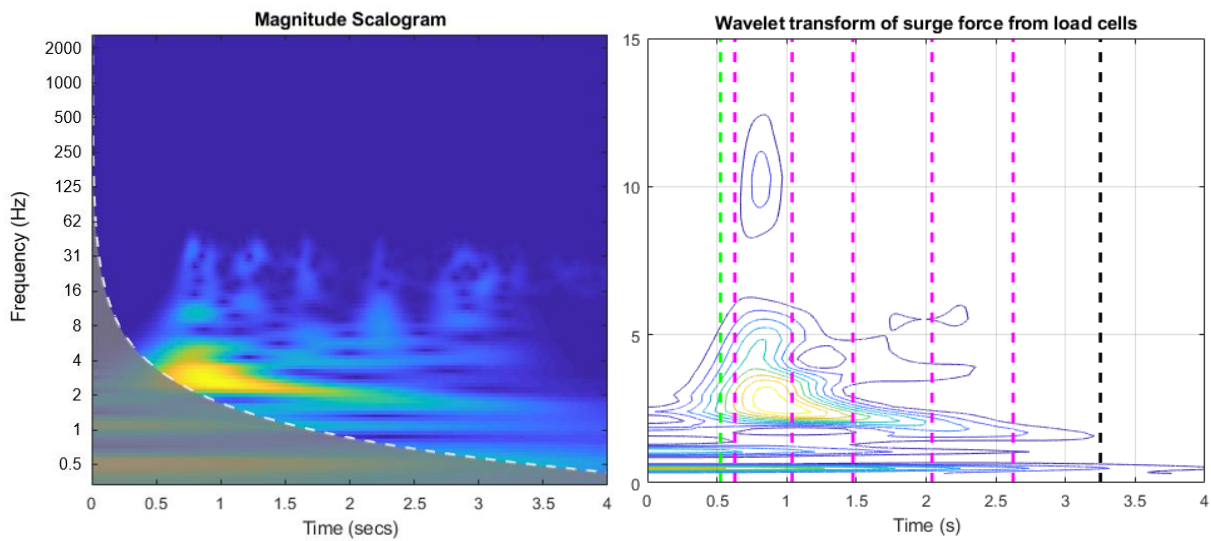 Magnitude Scalogram
2000
1000
500
250
125
62
31
16
8
4
2
1
0.5
Frequency (Hz)
0 0.5 1 1.5 2 2.5 3 3.5 4
Time (secs)
Wavelet transform of surge force from load cells
15
10
5
0
0 0.5 1 1.5 2 2.5 3 3.5 4
Time (s)